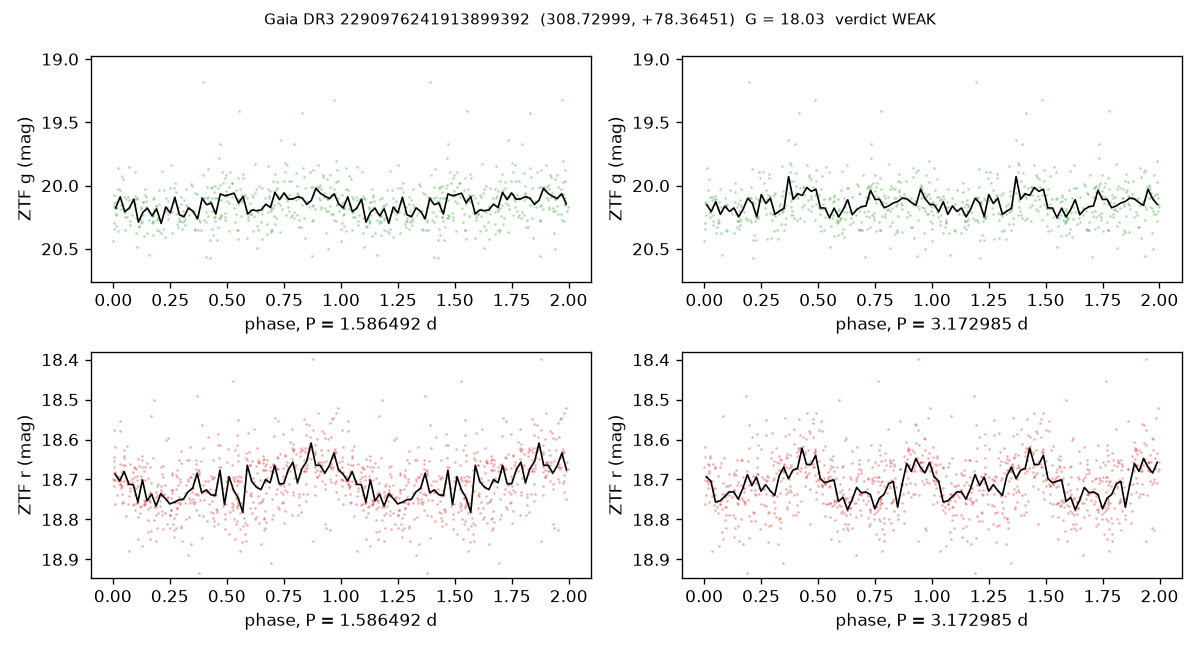 Gaia DR3 2290976241913899392 (308.72999, +78.36451) G = 18.03 verdict WEAK
19.0
19.5
20.0
20.5
ZTF g (mag)
0.00 0.25 0.50 0.75 1.00 1.25 1.50 1.75 2.00
phase, P = 1.586492 d
19.0
19.5
20.0
20.5
ZTF g (mag)
0.00 0.25 0.50 0.75 1.00 1.25 1.50 1.75 2.00
phase, P = 3.172985 d
18.4
18.5
18.6
18.7
18.8
18.9
ZTF r (mag)
0.00 0.25 0.50 0.75 1.00 1.25 1.50 1.75 2.00
phase, P = 1.586492 d
18.4
18.5
18.6
18.7
18.8
18.9
ZTF r (mag)
0.00 0.25 0.50 0.75 1.00 1.25 1.50 1.75 2.00
phase, P = 3.172985 d